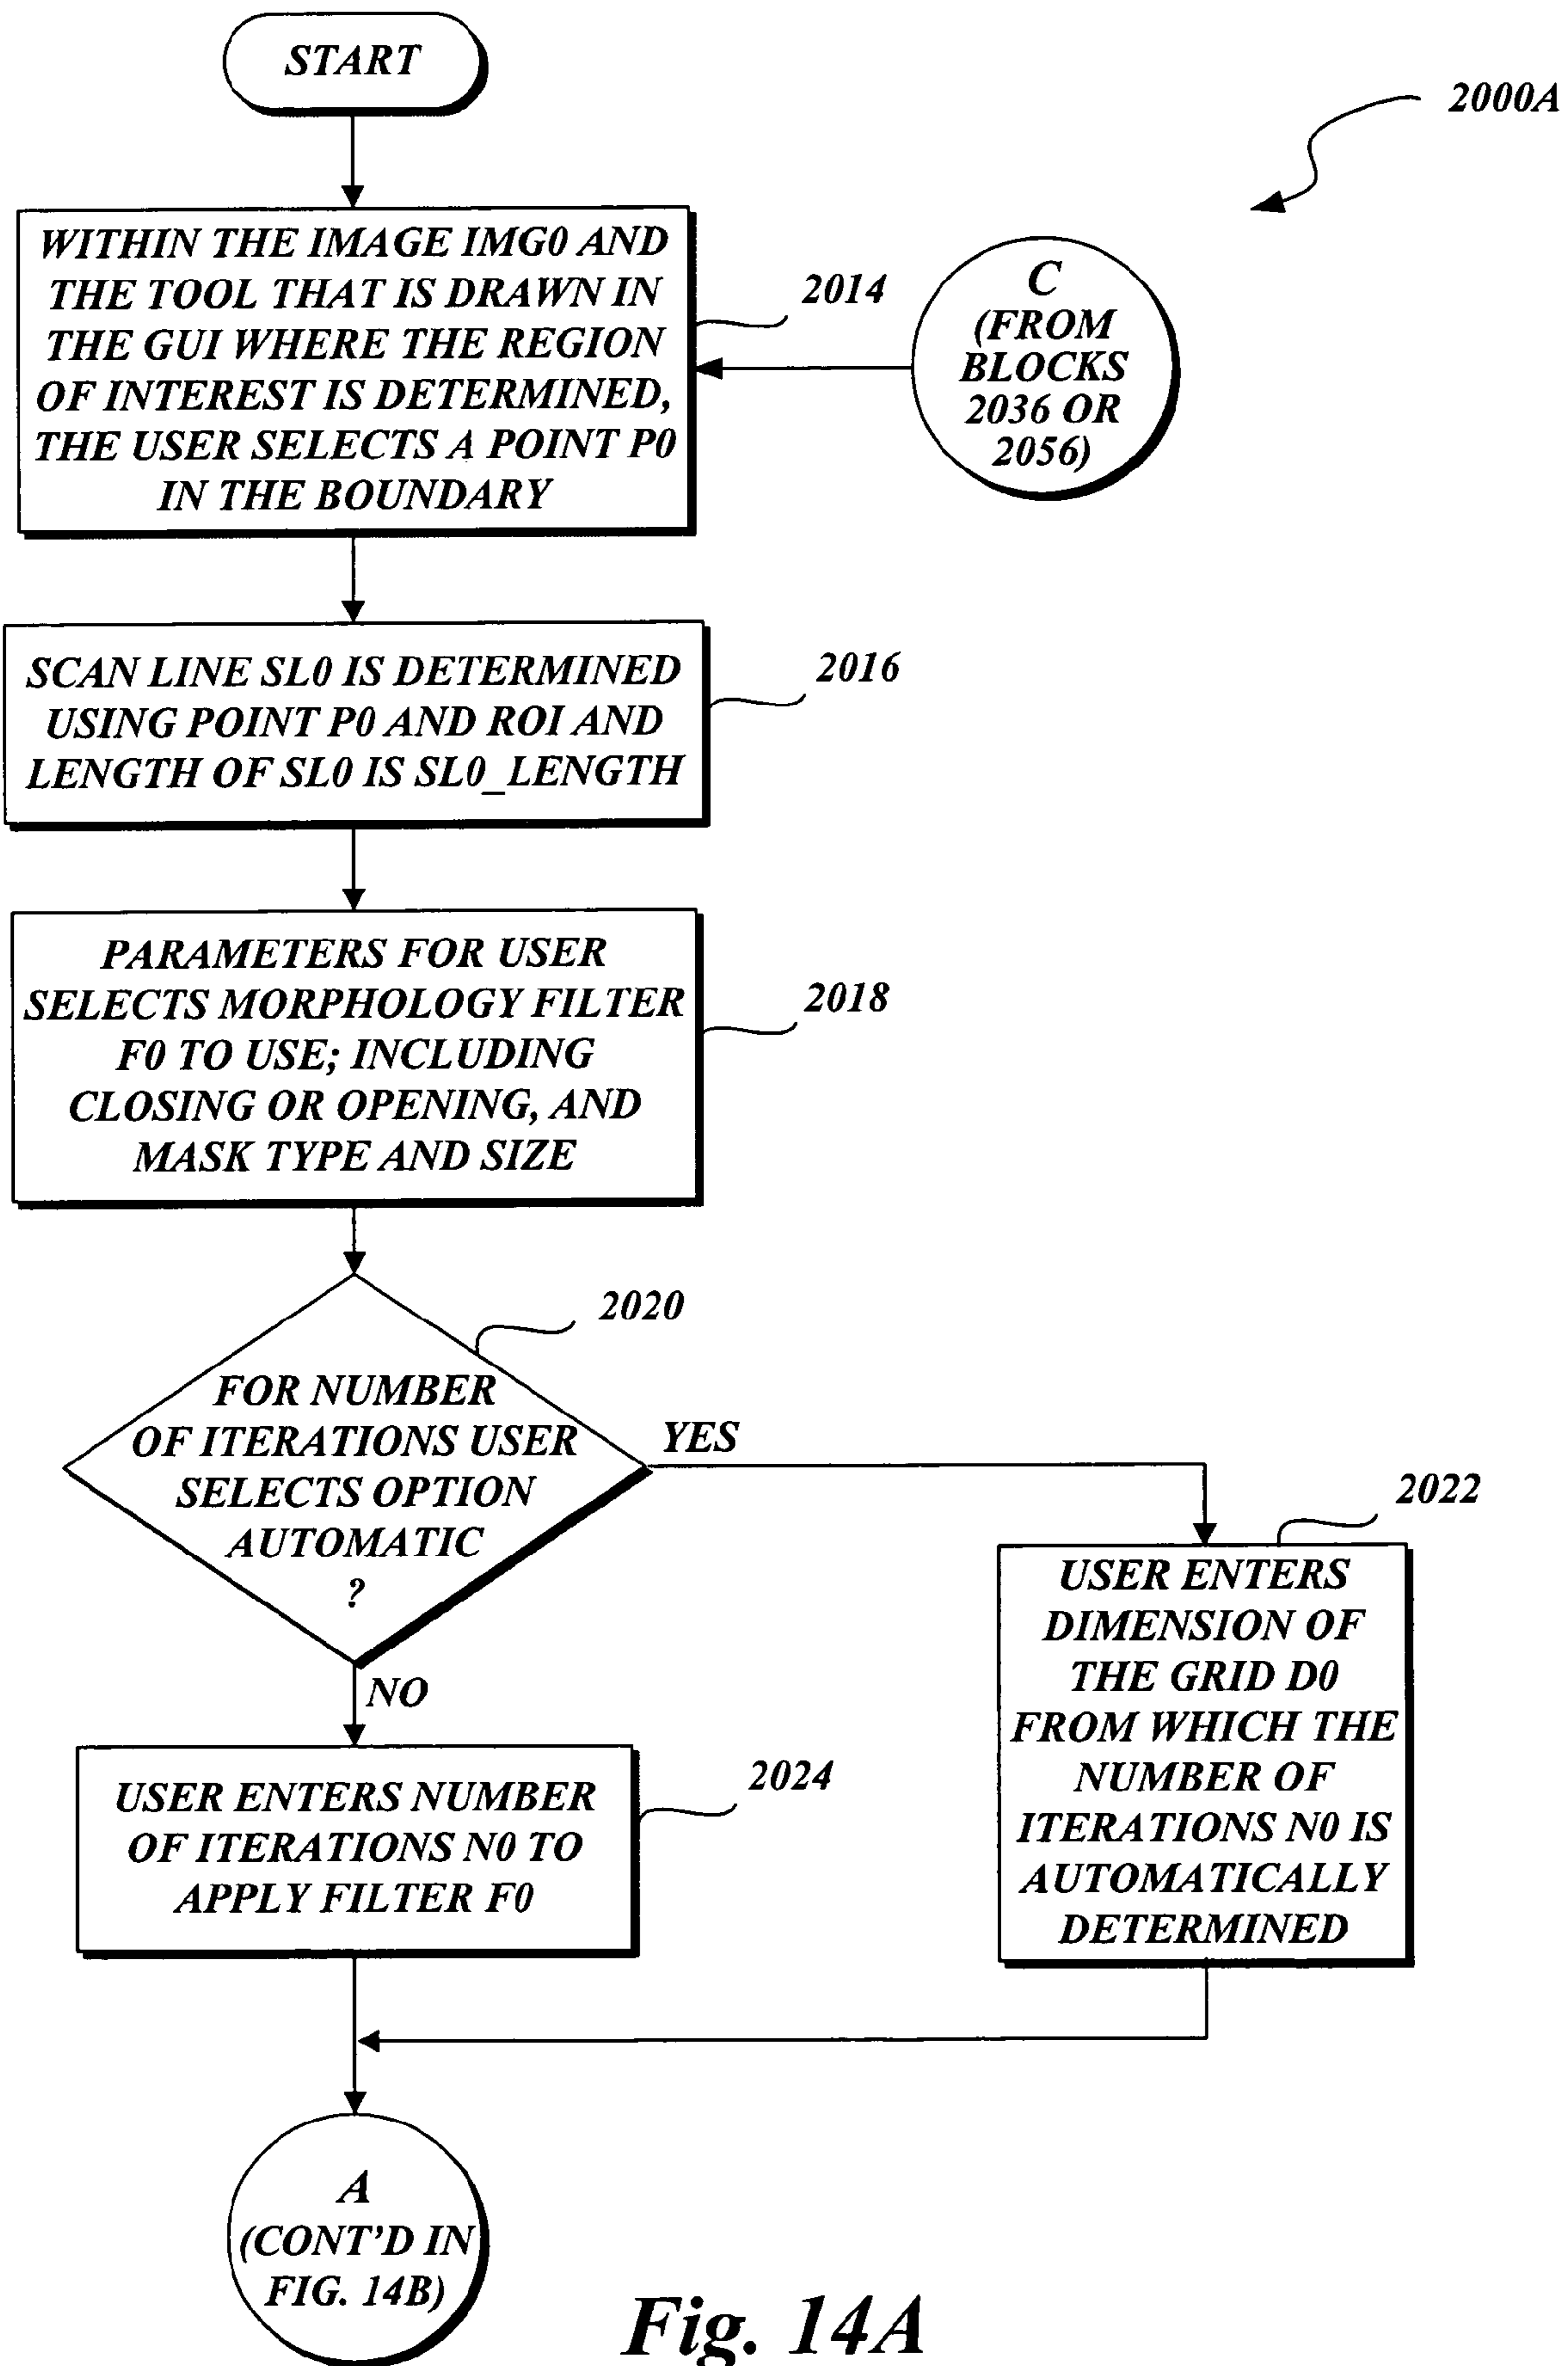 START
2000A
WITHIN THE IMAGE IMG0 AND
THE TOOL THAT IS DRAWN IN
THE GUI WHERE THE REGION
OF INTEREST IS DETERMINED,
THE USER SELECTS A POINT P0
IN THE BOUNDARY
2014
C
(FROM
BLOCKS
2036 OR
2056)
SCAN LINE SL0 IS DETERMINED
USING POINT P0 AND ROI AND
LENGTH OF SL0 IS SL0_LENGTH
2016
PARAMETERS FOR USER
SELECTS MORPHOLOGY FILTER
F0 TO USE; INCLUDING
CLOSING OR OPENING, AND
MASK TYPE AND SIZE
2018
2020
FOR NUMBER
OF ITERATIONS USER
SELECTS OPTION
AUTOMATIC
?
YES
NO
2022
USER ENTERS
DIMENSION OF
THE GRID D0
FROM WHICH THE
NUMBER OF
ITERATIONS N0 IS
AUTOMATICALLY
DETERMINED
2024
USER ENTERS NUMBER
OF ITERATIONS N0 TO
APPLY FILTER F0
A
(CONT'D IN
FIG. 14B)
Fig. 14A